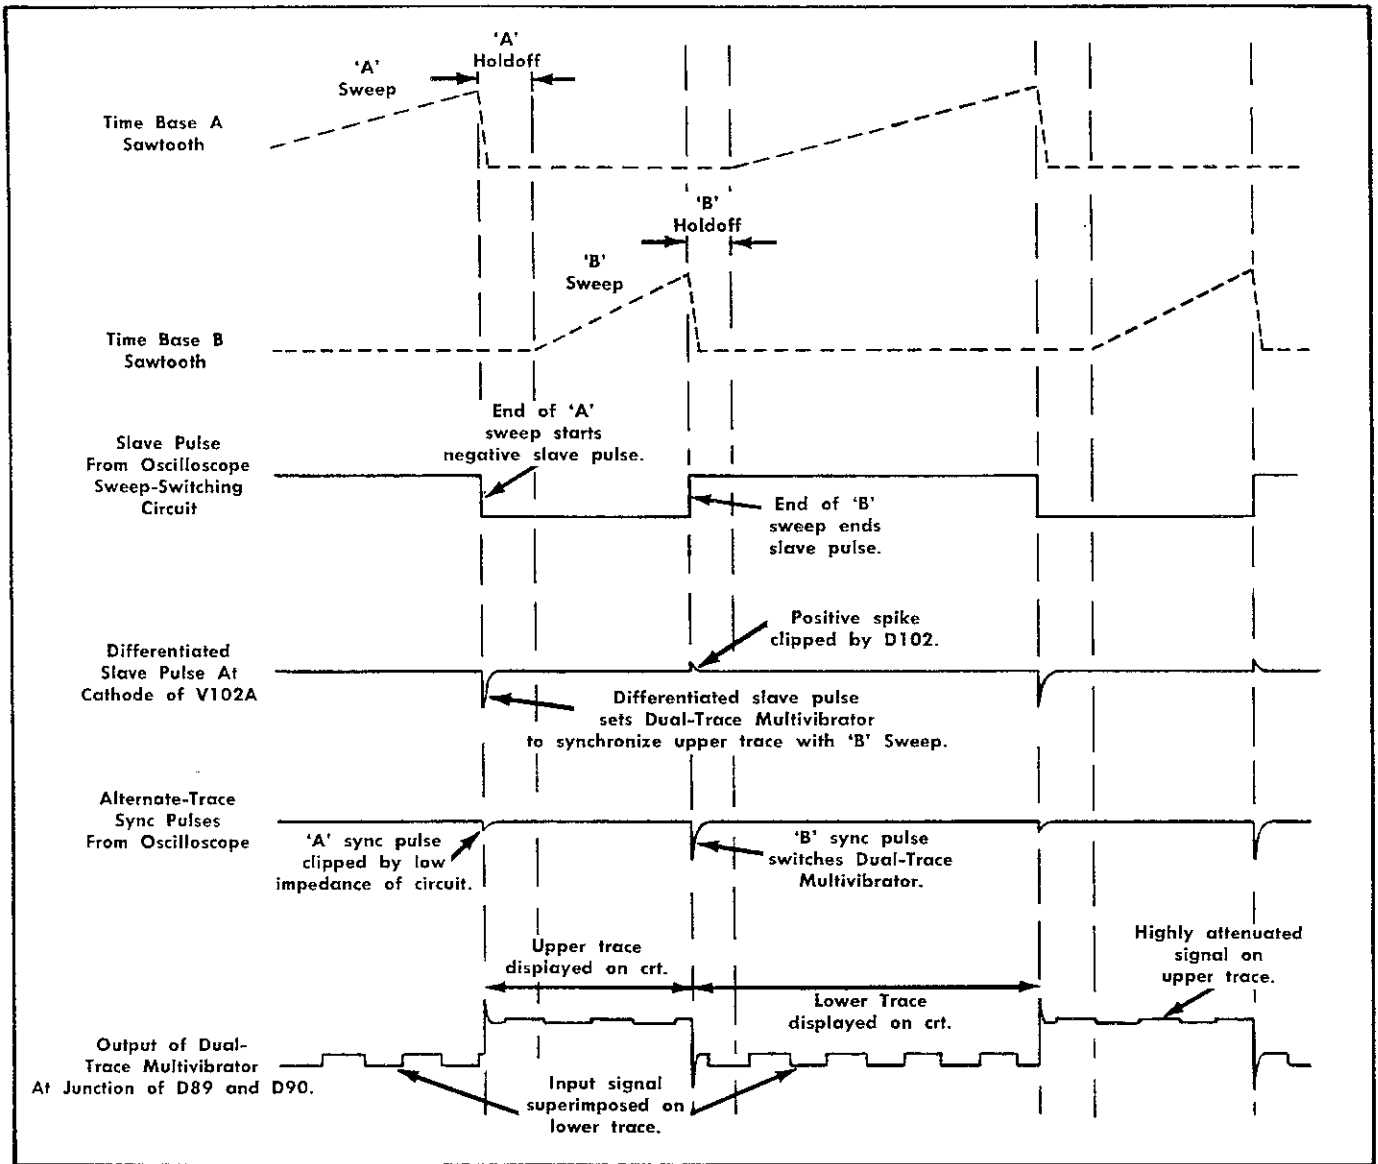 'A'
Holdoff
'A'
Sweep
Time Base A
Sawtooth
'B'
Holdoff
'B'
Sweep
Time Base B
Sawtooth
End of 'A'
sweep starts
negative slave pulse.
Slave Pulse
From Oscilloscope
Sweep-Switching
Circuit
End of 'B'
sweep ends
slave pulse.
Positive spike
clipped by D102.
Differentiated
Slave Pulse At
Cathode of V102A
Differentiated slave pulse
sets Dual-Trace Multivibrator
to synchronize upper trace with 'B' Sweep.
Alternate-Trace
Sync Pulses
From Oscilloscope
'A' sync pulse
clipped by low
impedance of circuit.
'B' sync pulse
switches Dual-Trace
Multivibrator.
Upper trace
displayed on crt.
Lower Trace
displayed on crt.
Highly attenuated
signal on
upper trace.
Output of Dual-
Trace Multivibrator
At Junction of D89 and D90.
Input signal
superimposed on
lower trace.